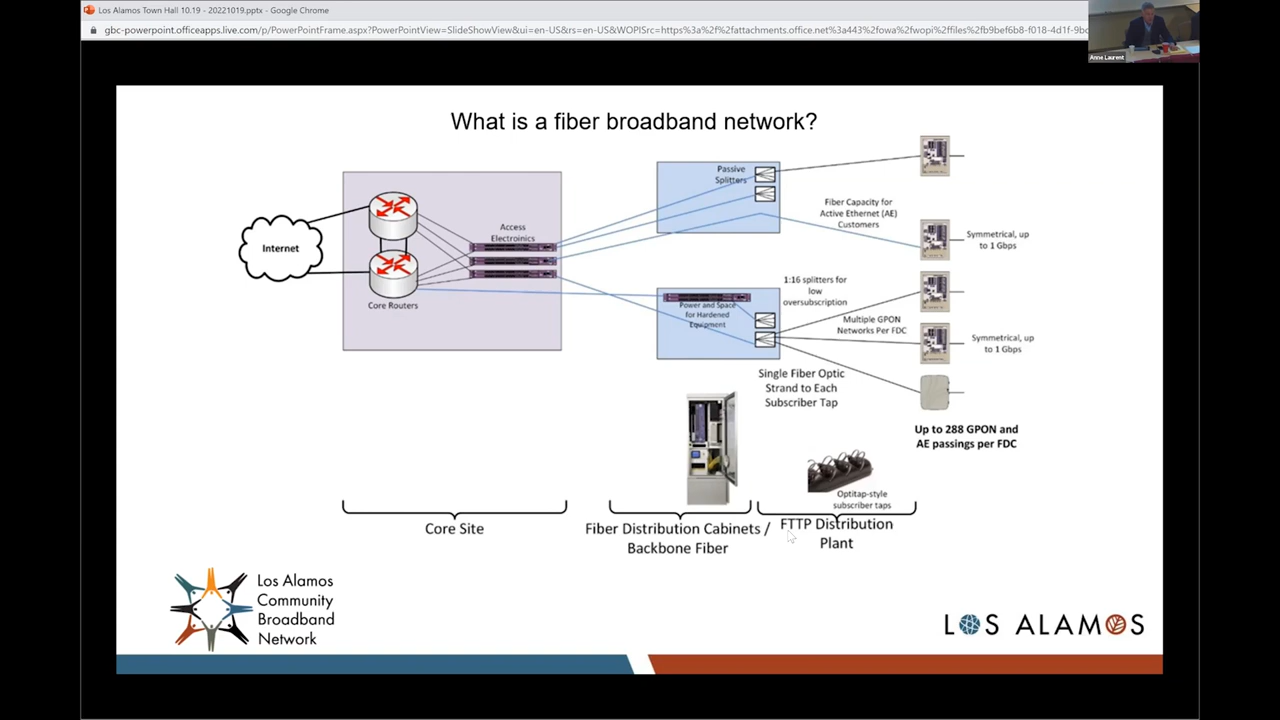 Los Alamos Town Hall 10.19 - 20221019.pptx - Google Chrome
gbc-powerpoint.officeapps.live.com/p/PowerPointFrame.aspx?PowerPointView=SlideShowView&ui=en-US&rs=en-US&WOPISrc=https%3a%2f%2fattachments.office.net%3a443%2fowa%2fwopi%2ffiles%2fb9bef6b8-f018-4d1f-9bc
Anne Laurent
What is a fiber broadband network?
Internet
Core Routers
Access
Electroinics
Passive
Splitters
Fiber Capacity for
Active Ethernet (AE)
Customers
Symmetrical, up
to 1 Gbps
Power and Space
for Hardened
Equipment
1:16 splitters for
low
oversubscription
Multiple GPON
Networks Per FDC
Symmetrical, up
to 1 Gbps
Single Fiber Optic
Strand to Each
Subscriber Tap
Up to 288 GPON and
AE passings per FDC
Optitap-style
subscriber taps
Core Site
Fiber Distribution Cabinets /
Backbone Fiber
FTTP Distribution
Plant
Los Alamos
Community
Broadband
Network
LOS ALAMOS